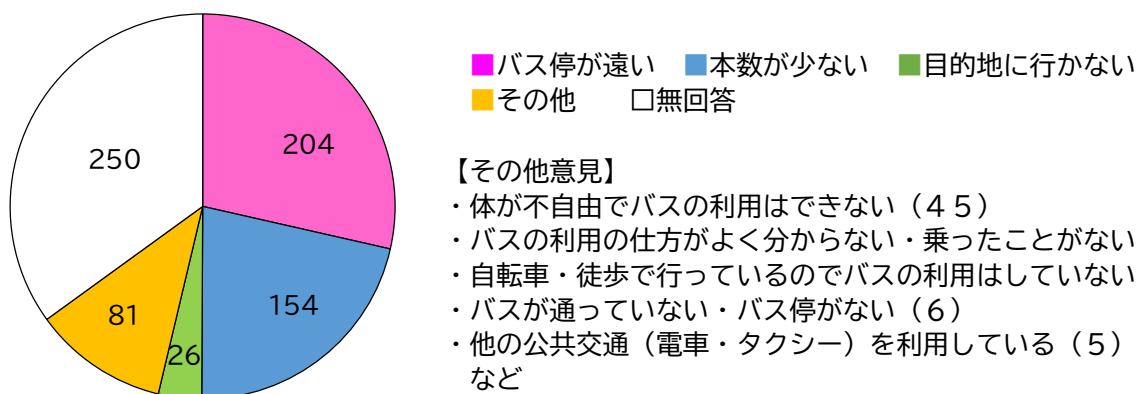 ■バス停が遠い ■本数が少ない ■目的地に行かない
■その他 □無回答
250
204
154
81
26
【その他意見】
・体が不自由でバスの利用はできない（４５）
・バスの利用の仕方がよく分からない・乗ったことがない
・自転車・徒歩で行っているのでバスの利用はしていない
・バスが通っていない・バス停がない（６）
・他の公共交通（電車・タクシー）を利用している（５）
など